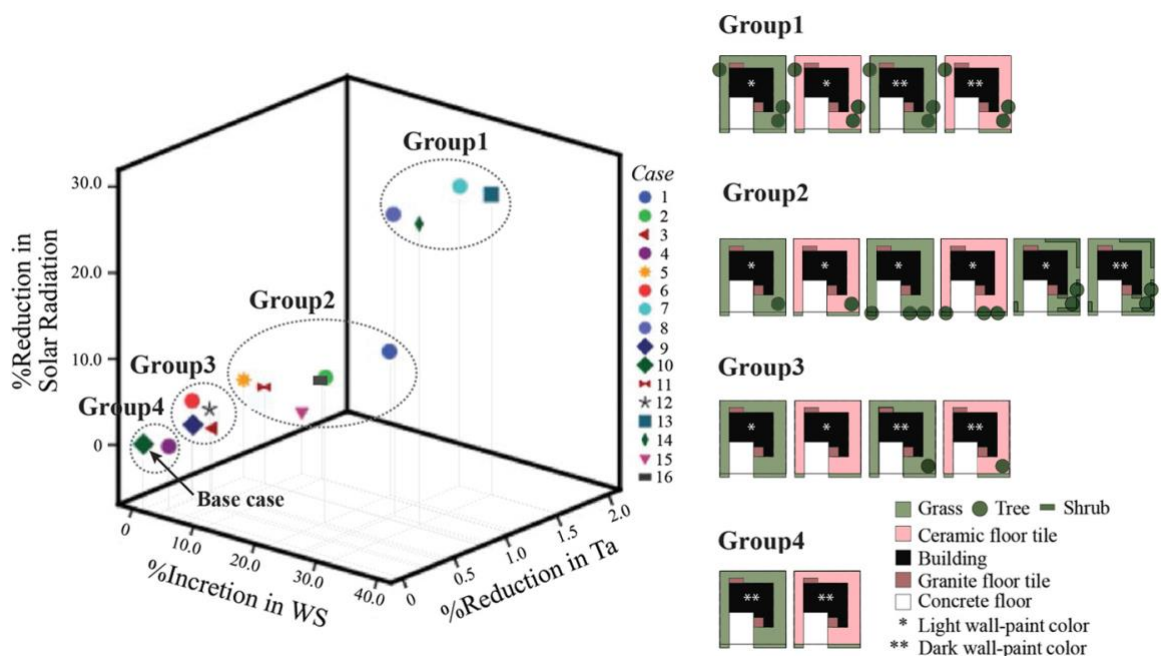 Group1
Group2
Group3
Group4
Base case
%Reduction in
Solar Radiation
30.0
20.0
10.0
0
0
10.0
20.0
30.0
40.0
%Incretion in WS
0
0.5
1.0
1.5
2.0
%Reduction in Ta
Case
1
2
3
4
5
6
7
8
9
10
11
12
13
14
15
16
Group1
* * ** **
Group2
* * * * * **
Group3
* * ** **
Group4
** **
Grass Tree Shrub
Ceramic floor tile
Building
Granite floor tile
Concrete floor
* Light wall-paint color
** Dark wall-paint color